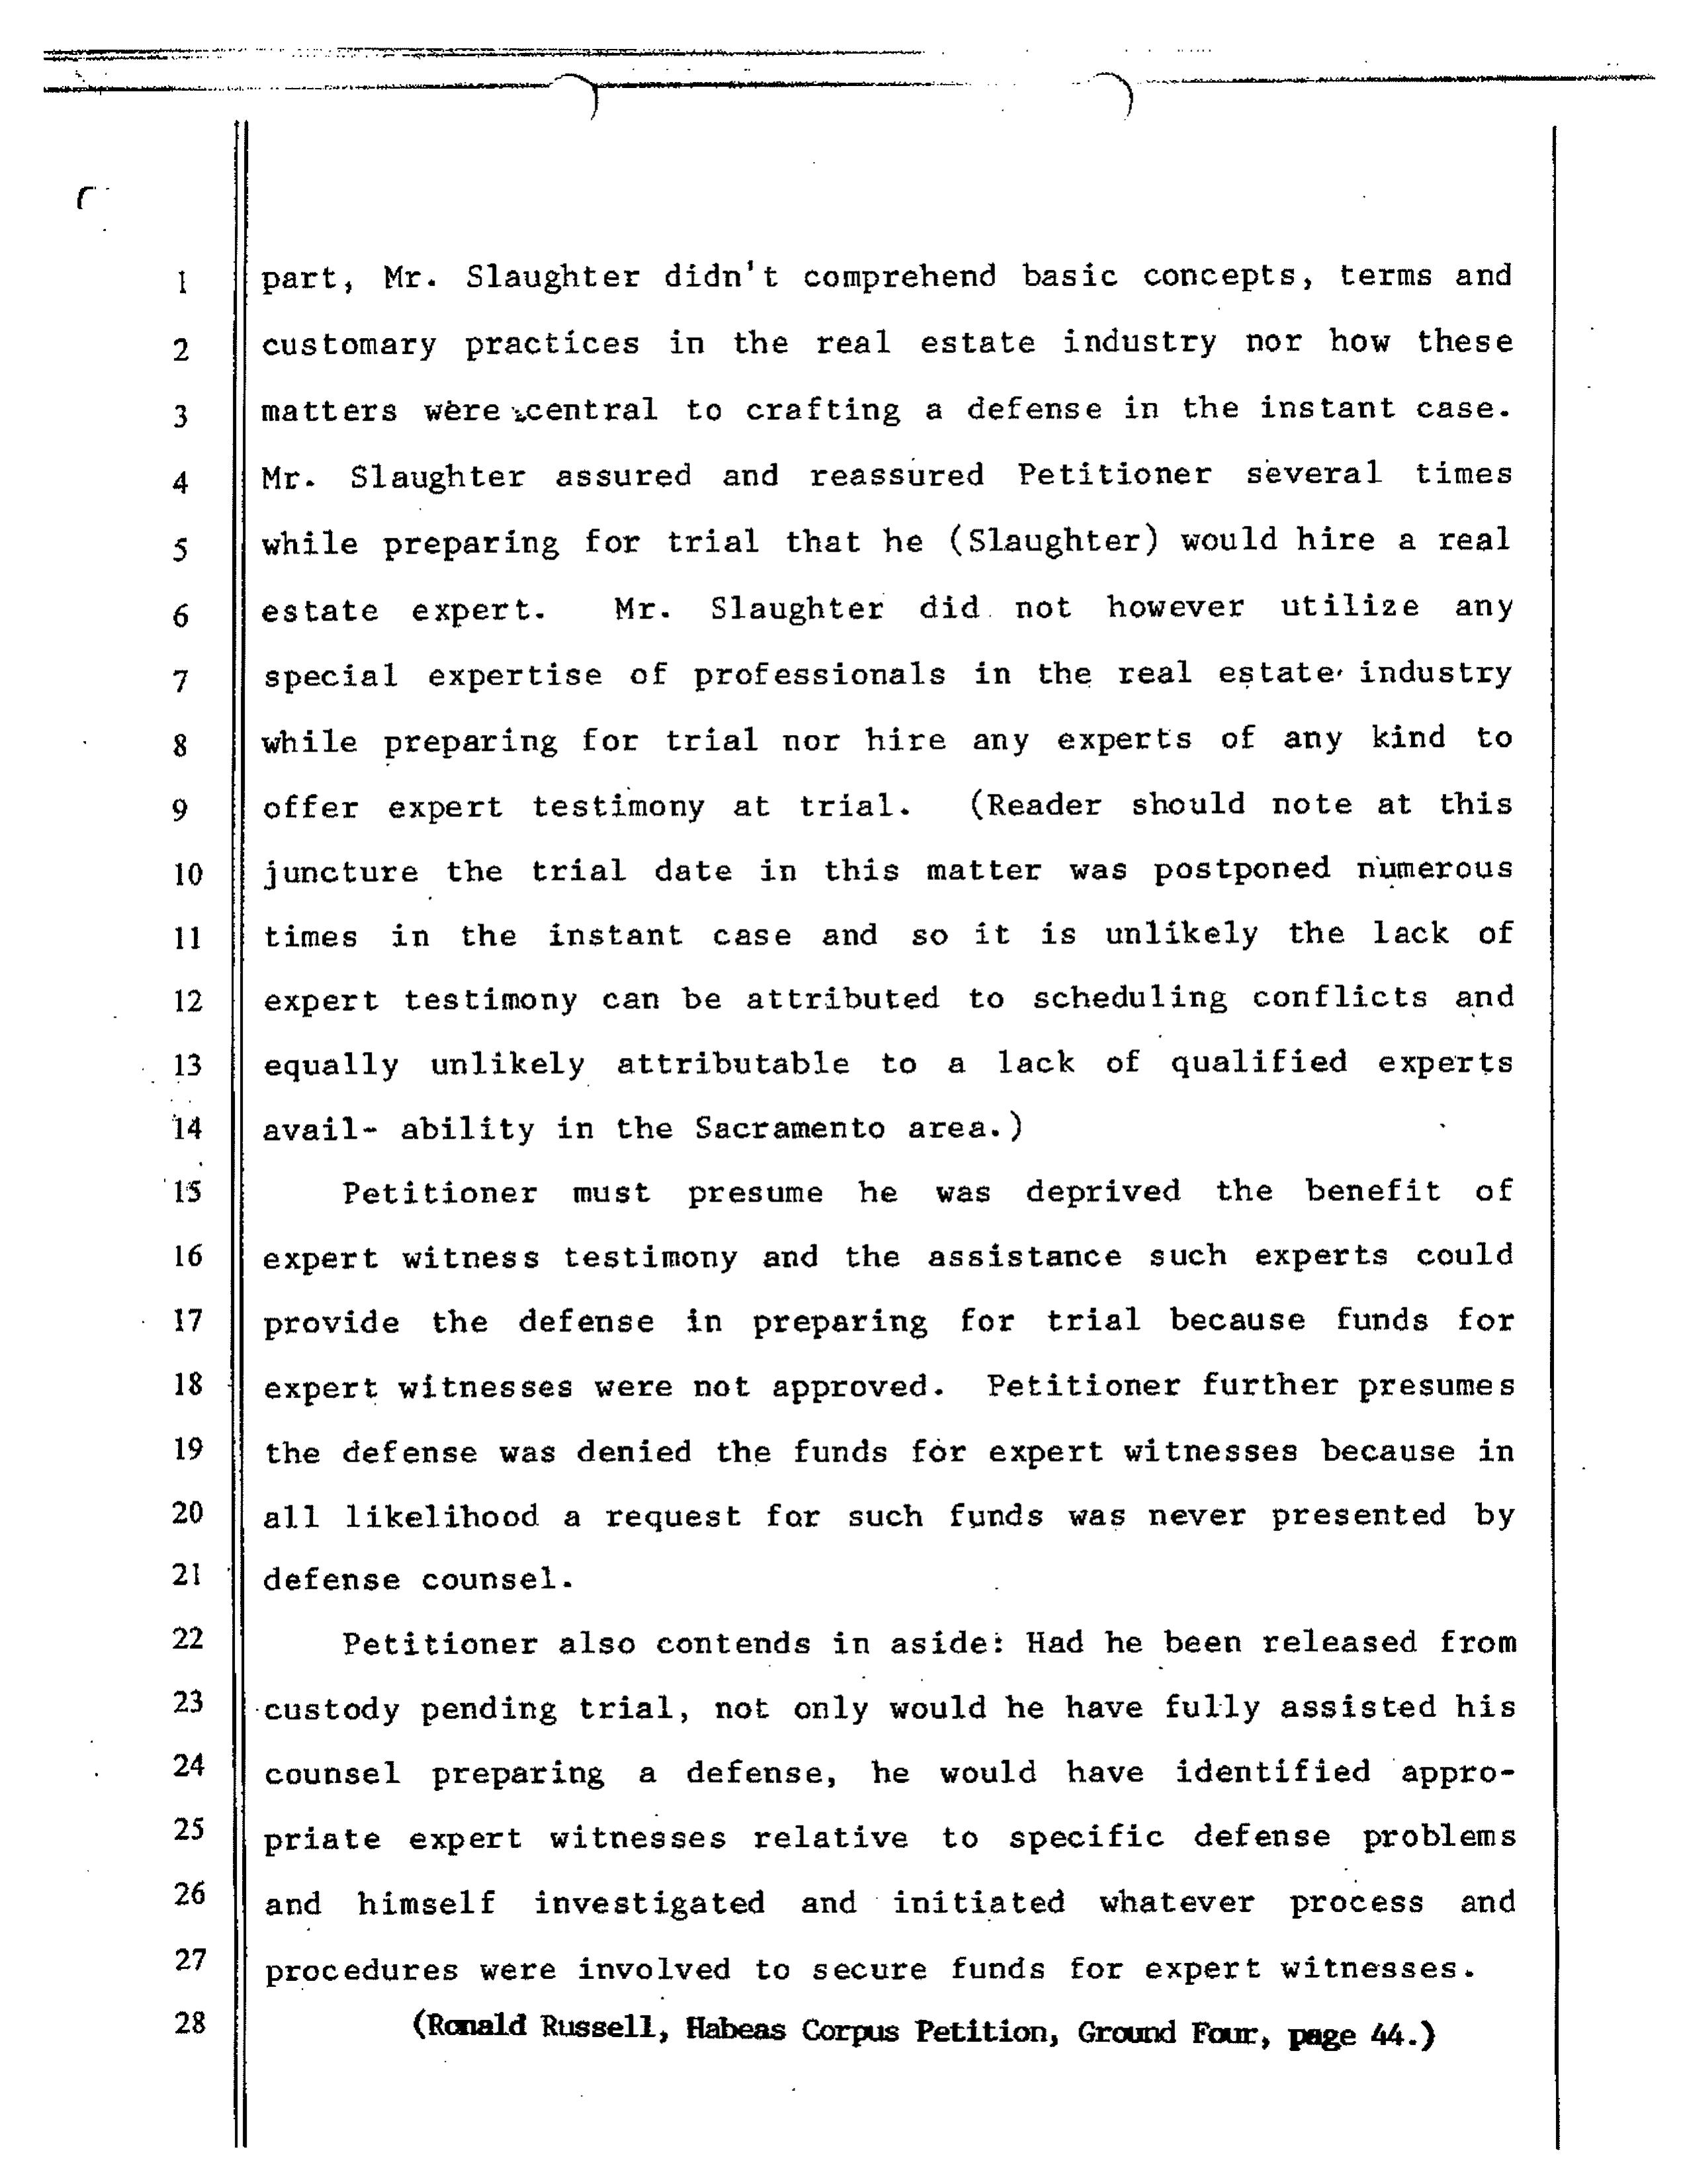 1 part, Mr. Slaughter didn't comprehend basic concepts, terms and
2 customary practices in the real estate industry nor how these
3 matters were central to crafting a defense in the instant case.
4 Mr. Slaughter assured and reassured Petitioner several times
5 while preparing for trial that he (Slaughter) would hire a real
6 estate expert. Mr. Slaughter did not however utilize any
7 special expertise of professionals in the real estate industry
8 while preparing for trial nor hire any experts of any kind to
9 offer expert testimony at trial. (Reader should note at this
10 juncture the trial date in this matter was postponed numerous
11 times in the instant case and so it is unlikely the lack of
12 expert testimony can be attributed to scheduling conflicts and
13 equally unlikely attributable to a lack of qualified experts
14 avail- ability in the Sacramento area.)
15 Petitioner must presume he was deprived the benefit of
16 expert witness testimony and the assistance such experts could
17 provide the defense in preparing for trial because funds for
18 expert witnesses were not approved. Petitioner further presumes
19 the defense was denied the funds for expert witnesses because in
20 all likelihood a request for such funds was never presented by
21 defense counsel.
22 Petitioner also contends in aside: Had he been released from
23 custody pending trial, not only would he have fully assisted his
24 counsel preparing a defense, he would have identified appro-
25 priate expert witnesses relative to specific defense problems
26 and himself investigated and initiated whatever process and
27 procedures were involved to secure funds for expert witnesses.
28 (Ronald Russell, Habeas Corpus Petition, Ground Four, page 44.)